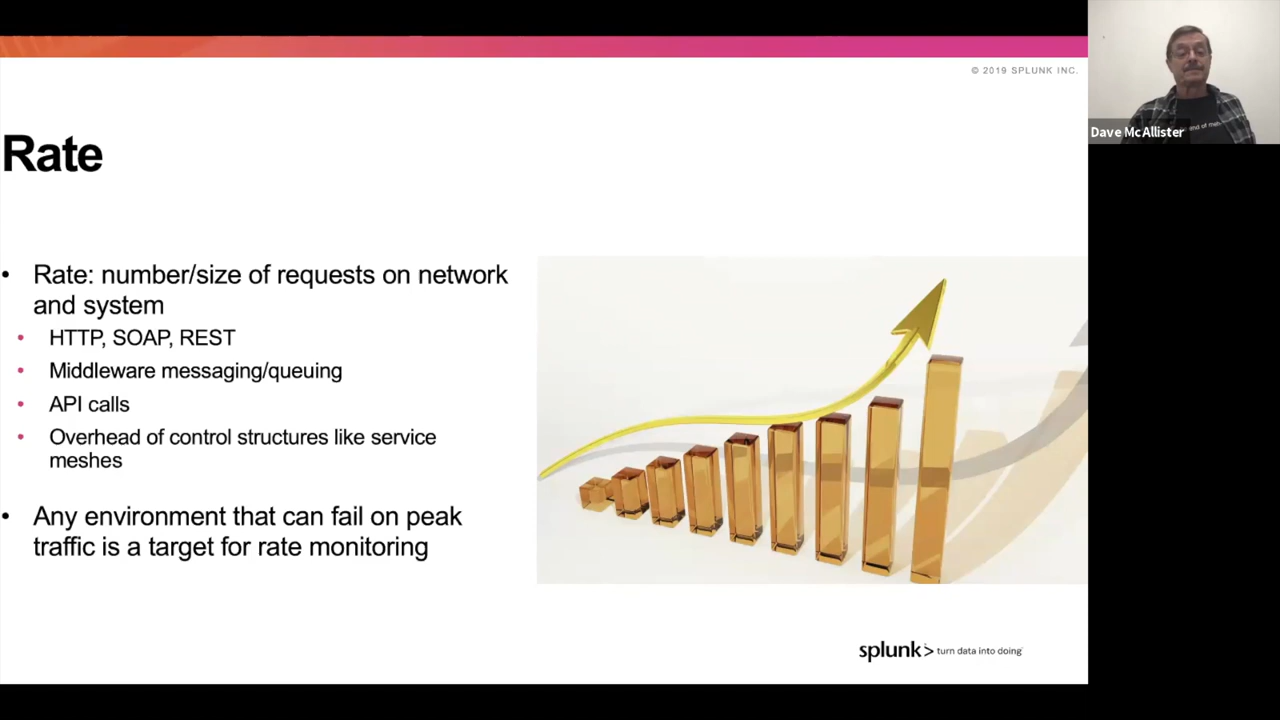 © 2019 SPLUNK INC.
Dave McAllister
Rate
• Rate: number/size of requests on network
and system
• HTTP, SOAP, REST
• Middleware messaging/queuing
• API calls
• Overhead of control structures like service
meshes
• Any environment that can fail on peak
traffic is a target for rate monitoring
splunk> turn data into doing